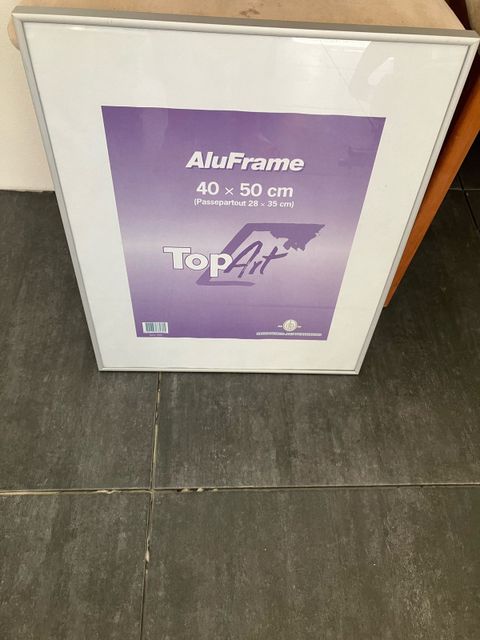 AluFrame
40 × 50 cm
(Passepartout 28 × 35 cm)
TopArt